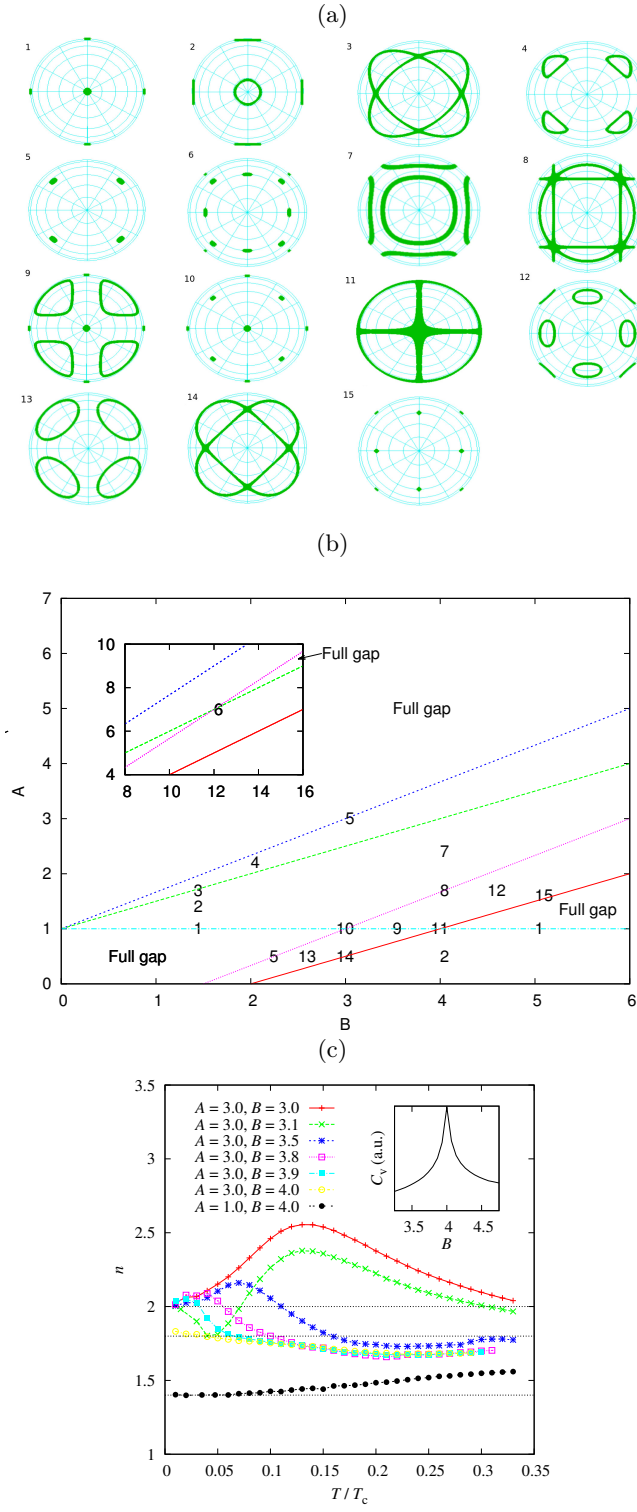 (a)
1 2 3 4
5 6 7 8
9 10 11 12
13 14 15
(b)
7
6
5
4
3
2
1
0
A
10
8
6
4
8 10 12 14 16
6
Full gap
Full gap
5
4
7
3
2
8 12 15
Full gap
1 10 9 11 1
Full gap
5 13 14 2
0 1 2 3 4 5 6
B
(c)
3.5
3
2.5
2
1.5
1
n
A = 3.0, B = 3.0
A = 3.0, B = 3.1
A = 3.0, B = 3.5
A = 3.0, B = 3.8
A = 3.0, B = 3.9
A = 3.0, B = 4.0
A = 1.0, B = 4.0
C_v (a.u.)
3.5 4 4.5
B
0 0.05 0.1 0.15 0.2 0.25 0.3 0.35
T / T_c